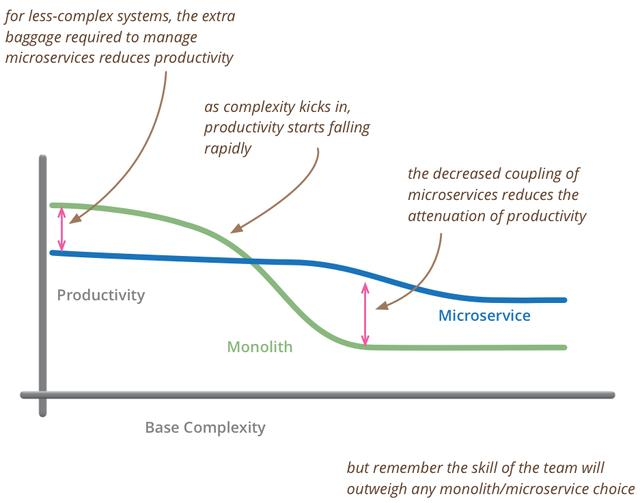 for less-complex systems, the extra
baggage required to manage
microservices reduces productivity
as complexity kicks in,
productivity starts falling
rapidly
the decreased coupling of
microservices reduces the
attenuation of productivity
Productivity
Microservice
Monolith
Base Complexity
but remember the skill of the team will
outweigh any monolith/microservice choice